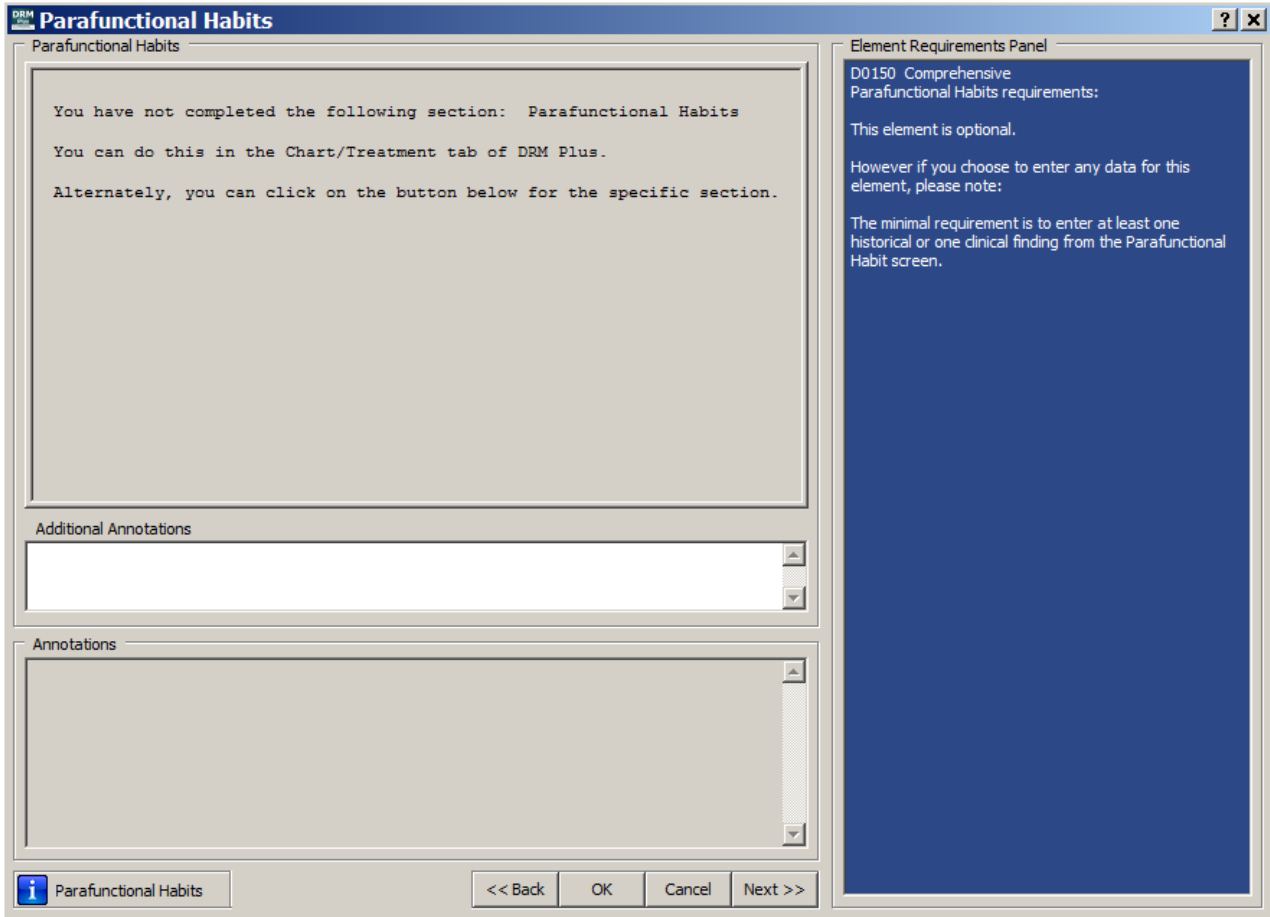 DRM Plus Parafunctional Habits
Parafunctional Habits
You have not completed the following section:  Parafunctional Habits
You can do this in the Chart/Treatment tab of DRM Plus.
Alternately, you can click on the button below for the specific section.
Additional Annotations
Annotations
i Parafunctional Habits
<< Back
OK
Cancel
Next >>
Element Requirements Panel
D0150  Comprehensive
Parafunctional Habits requirements:
This element is optional.
However if you choose to enter any data for this
element, please note:
The minimal requirement is to enter at least one
historical or one clinical finding from the Parafunctional
Habit screen.